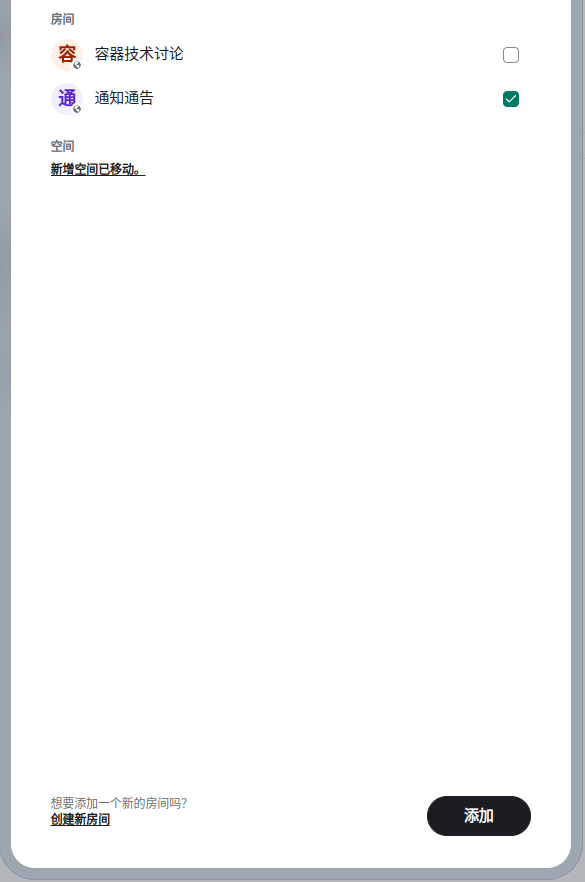 房间
容
容器技术讨论
通
通知通告
空间
新增空间已移动。
想要添加一个新的房间吗?
创建新房间
添加